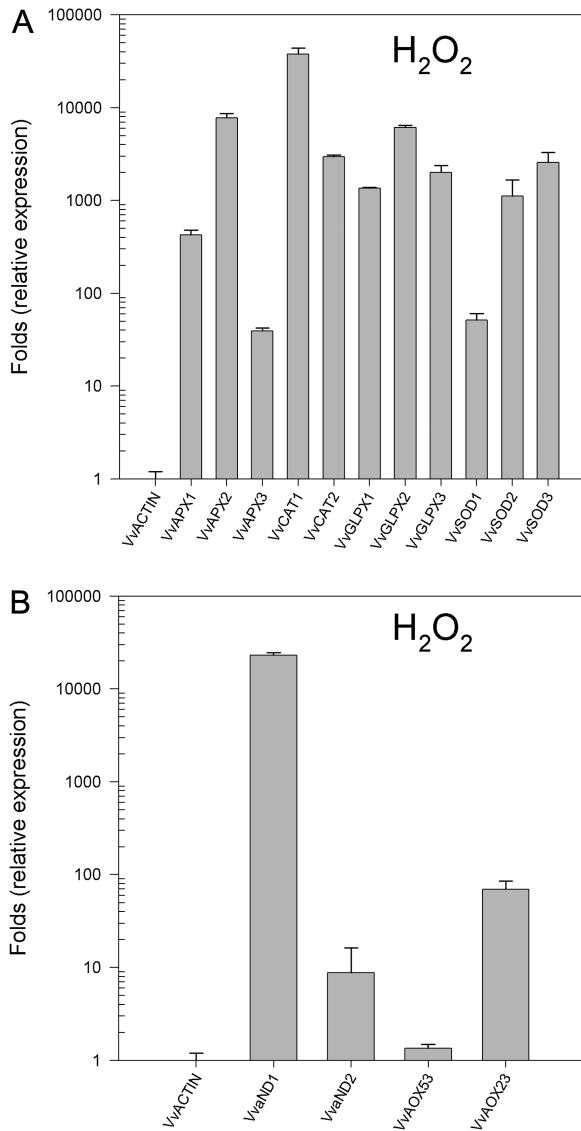 A
H₂O₂
Folds (relative expression)
100000
10000
1000
100
10
1
VvACTIN
VvAPX1
VvAPX2
VvAPX3
VvCAT1
VvCAT2
VvGLPX1
VvGLPX2
VvGLPX3
VvSOD1
VvSOD2
VvSOD3
B
H₂O₂
Folds (relative expression)
100000
10000
1000
100
10
1
VvACTIN
VvaND1
VvaND2
VvAOX53
VvAOX23